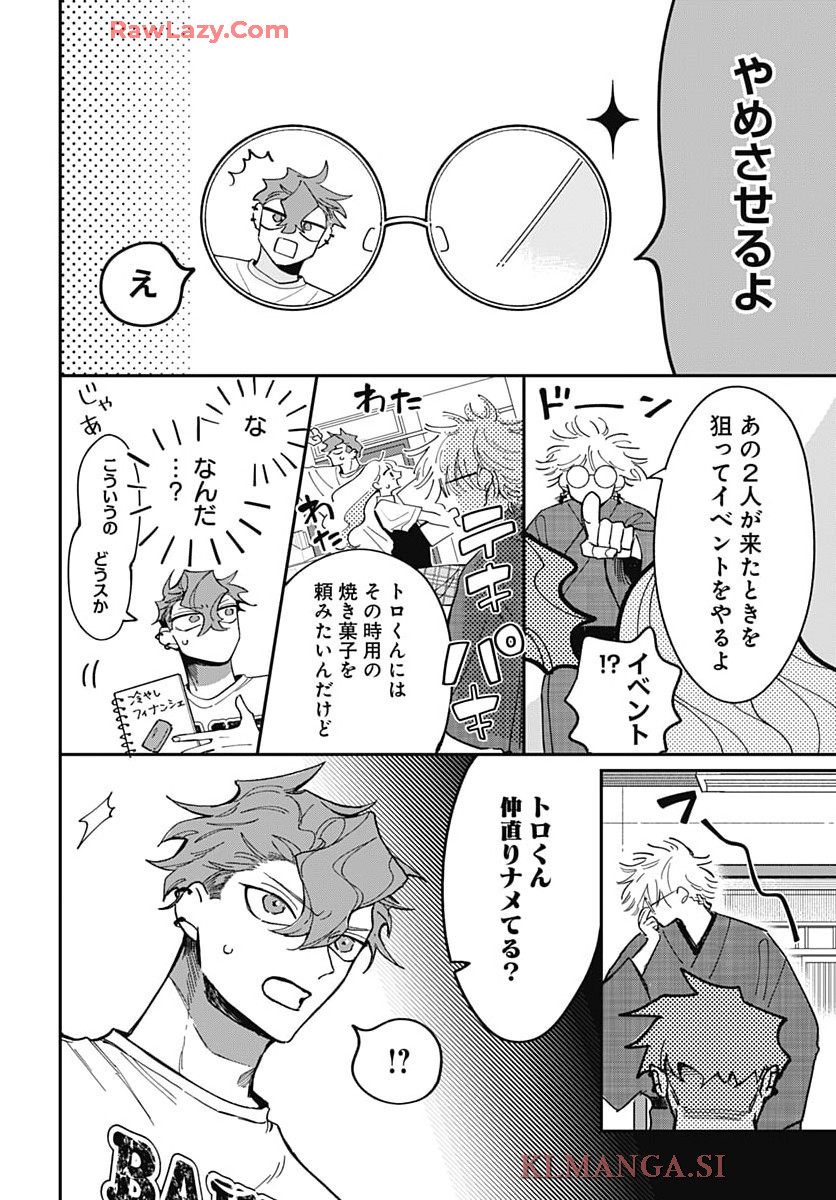 RawLazy.Com
やめさせるよ
え
ドーン
あの2人が来たときを
狙ってイベントをやるよ
イベント
!?
わた
わた
テキパキ
トロくんには
その時用の
焼き菓子を
頼みたいんだけど
な
なんだ
…?
じゃあ
こういうの どうスか
冷やし
フィナンシェ
フン
トロくん
仲直りナメてる?
!?
BAK
KLMANGA.SI